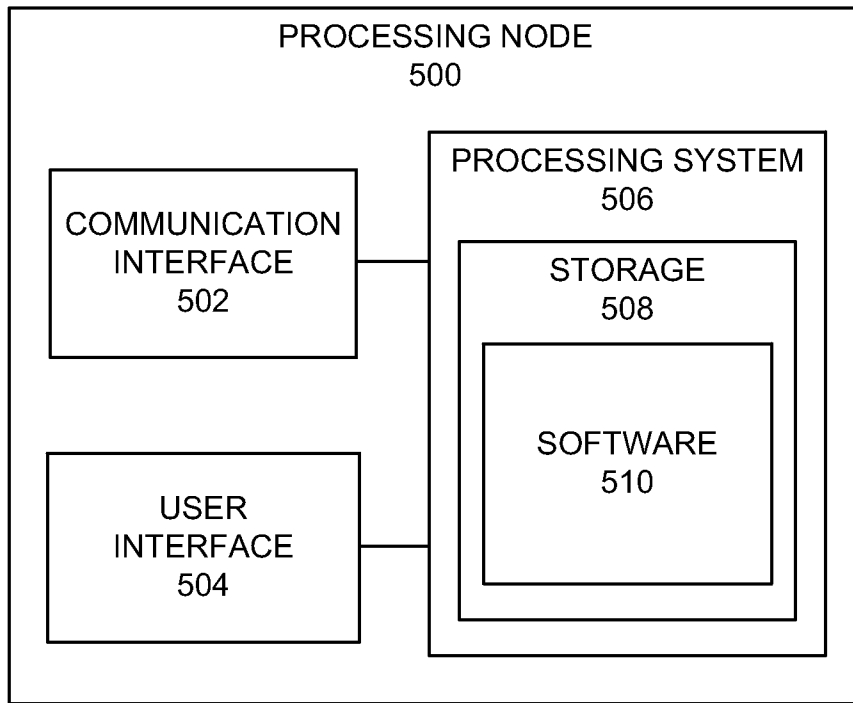 PROCESSING NODE
500
COMMUNICATION
INTERFACE
502
PROCESSING SYSTEM
506
STORAGE
508
SOFTWARE
510
USER
INTERFACE
504